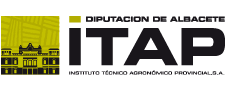 DIPUTACION DE ALBACETE
ITAP
INSTITUTO TÉCNICO AGRONÓMICO PROVINCIAL,S.A.